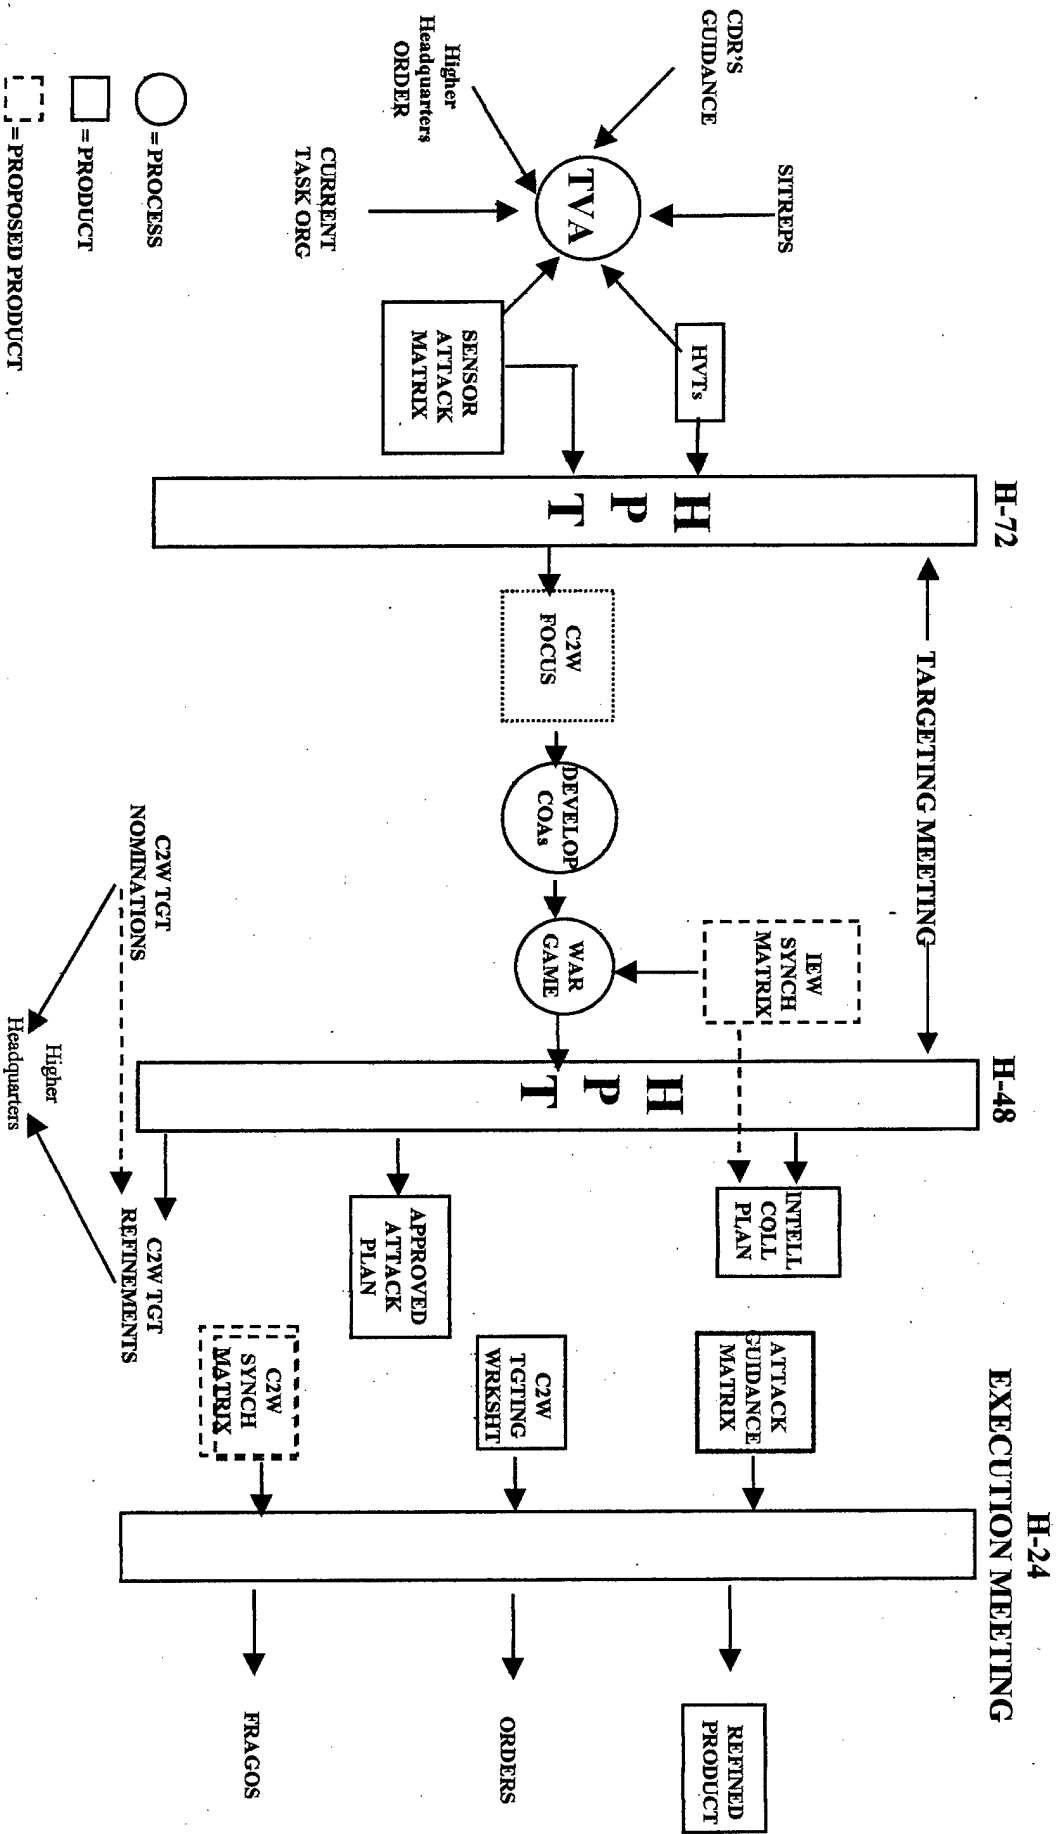 H-72
TARGETING MEETING
H-48
H-24
EXECUTION MEETING
CDR'S
GUIDANCE
SITREPS
Higher
Headquarters
ORDER
TVA
HVTs
CURRENT
TASK ORG
SENSOR
ATTACK
MATRIX
H
P
T
C2W
FOCUS
DEVELOP
COAs
WAR
GAME
IEW
SYNCH
MATRIX
H
P
T
INTELL
COLL
PLAN
APPROVED
ATTACK
PLAN
C2W TGT
NOMINATIONS
C2W TGT
REFINEMENTS
Higher
Headquarters
ATTACK
GUIDANCE
MATRIX
C2W
TGTING
WRKSHT
C2W
SYNCH
MATRIX
REFINED
PRODUCT
ORDERS
FRAGOS
= PROCESS
= PRODUCT
= PROPOSED PRODUCT